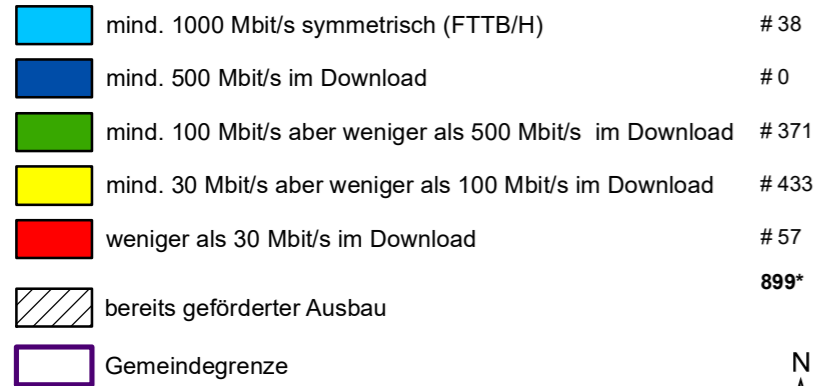 mind. 1000 Mbit/s symmetrisch (FTTB/H) # 38
mind. 500 Mbit/s im Download # 0
mind. 100 Mbit/s aber weniger als 500 Mbit/s im Download # 371
mind. 30 Mbit/s aber weniger als 100 Mbit/s im Download # 433
weniger als 30 Mbit/s im Download # 57
899*
bereits geförderter Ausbau
Gemeindegrenze N